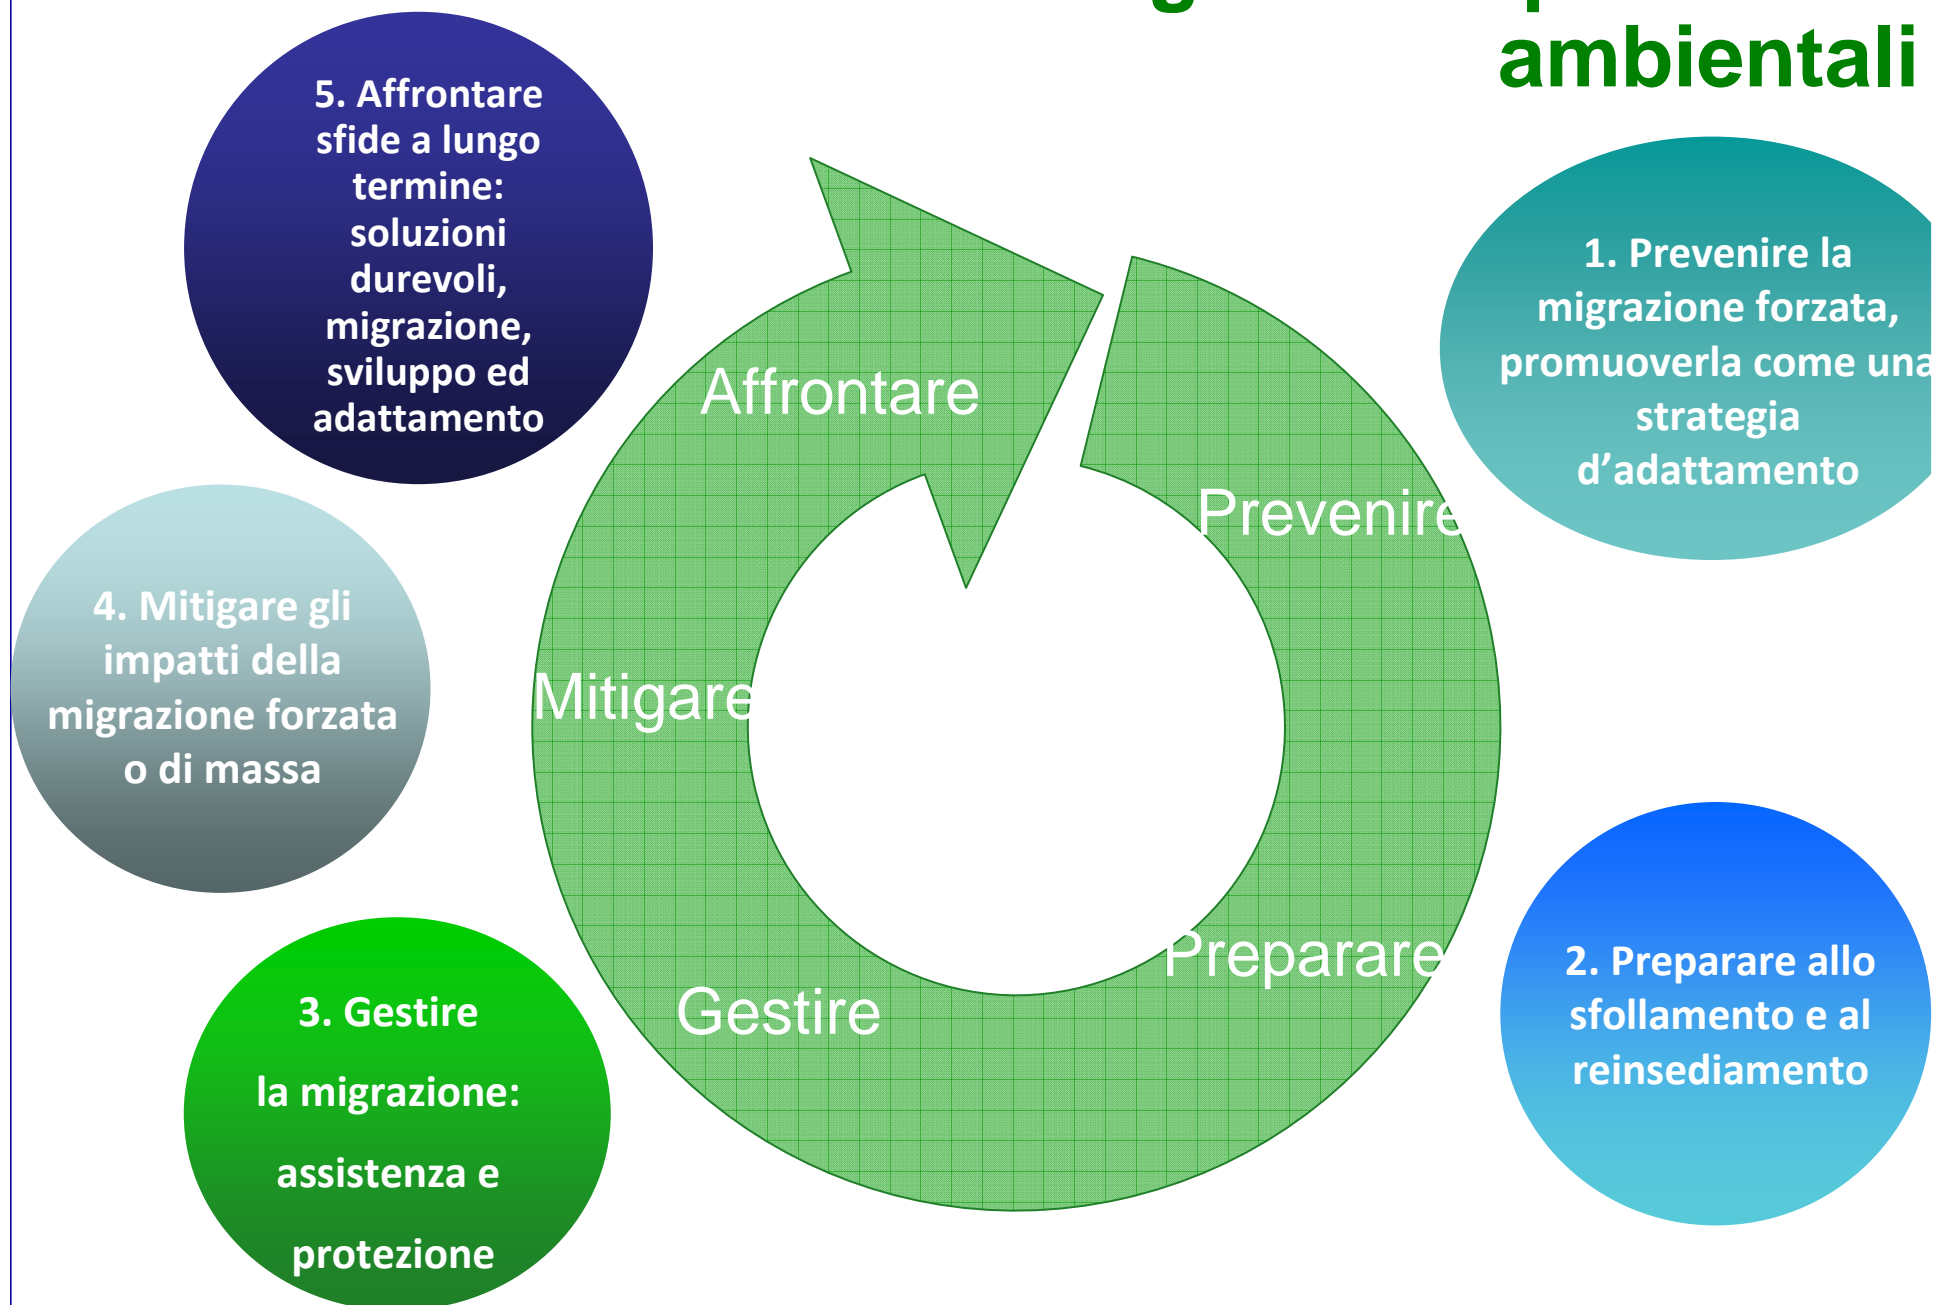 ambientali
5. Affrontare
sfide a lungo
termine:
soluzioni
durevoli,
migrazione,
sviluppo ed
adattamento
1. Prevenire la
migrazione forzata,
promuoverla come una
strategia
d’adattamento
Affrontare
Prevenire
4. Mitigare gli
impatti della
migrazione forzata
o di massa
Mitigare
Preparare
Gestire
2. Preparare allo
sfollamento e al
reinsediamento
3. Gestire
la migrazione:
assistenza e
protezione